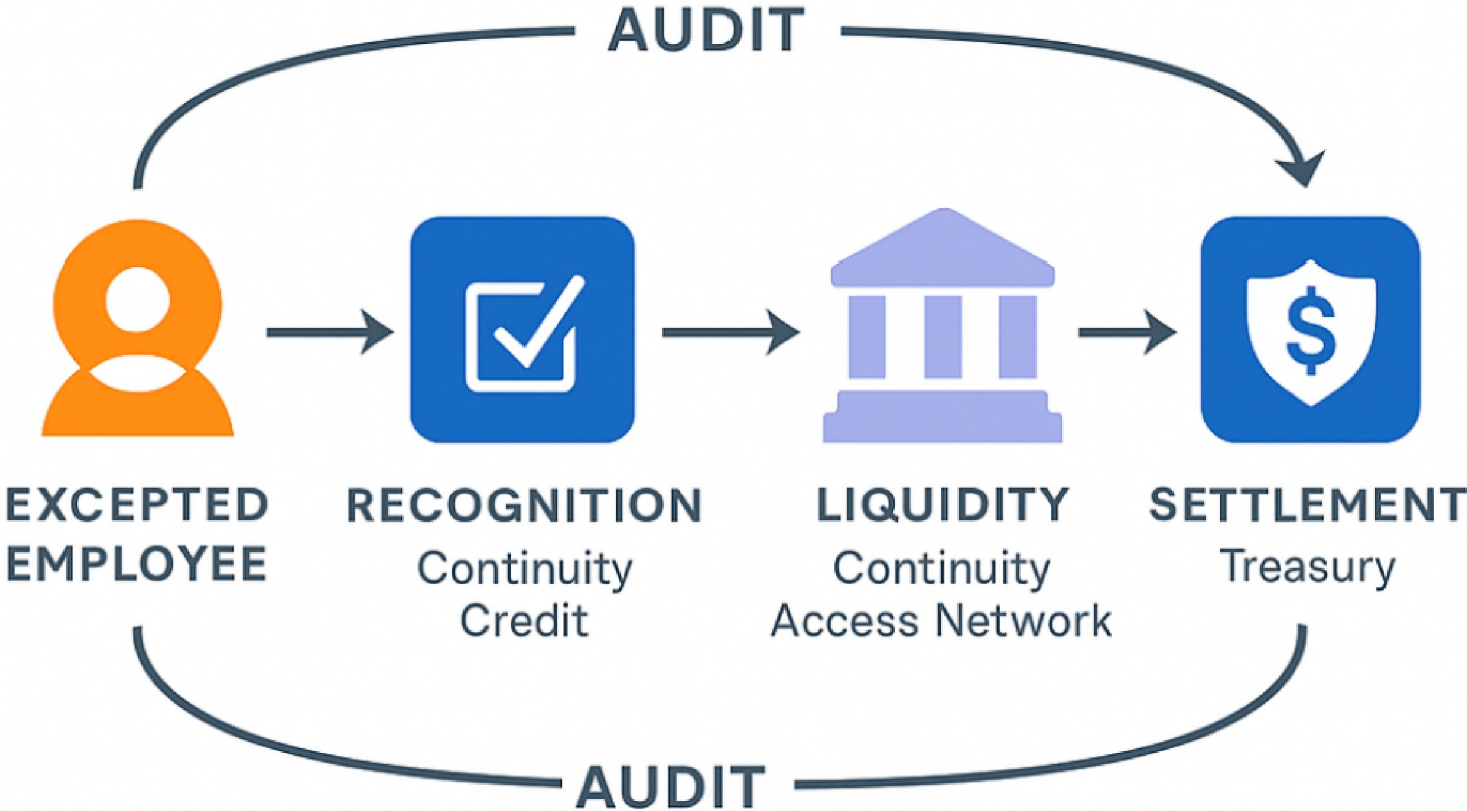 AUDIT
EXCEPTED
EMPLOYEE
RECOGNITION
Continuity
Credit
LIQUIDITY
Continuity
Access Network
SETTLEMENT
Treasury
$
AUDIT